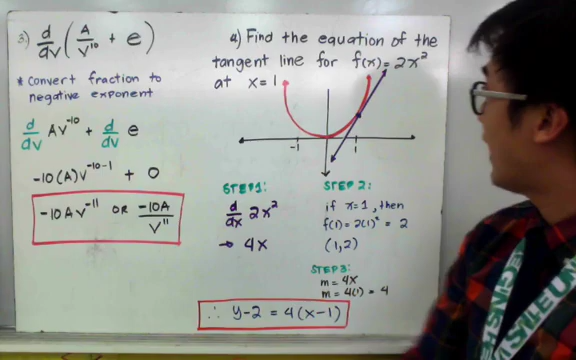 3.) d/dv (A/v¹⁰ + e)
* Convert fraction to
negative exponent
d/dv Av⁻¹⁰ + d/dv e
-10(A)v⁻¹⁰⁻¹ + 0
-10Av⁻¹¹ OR -10A/v¹¹
4) Find the equation of the
tangent line for f(x) = 2x²
at x=1
-1 1
STEP 1:
d/dx 2x²
→ 4x
STEP 2:
if x=1, then
f(1) = 2(1)² = 2
(1,2)
STEP 3:
m = 4x
m = 4(1) = 4
∴ y-2 = 4(x-1)